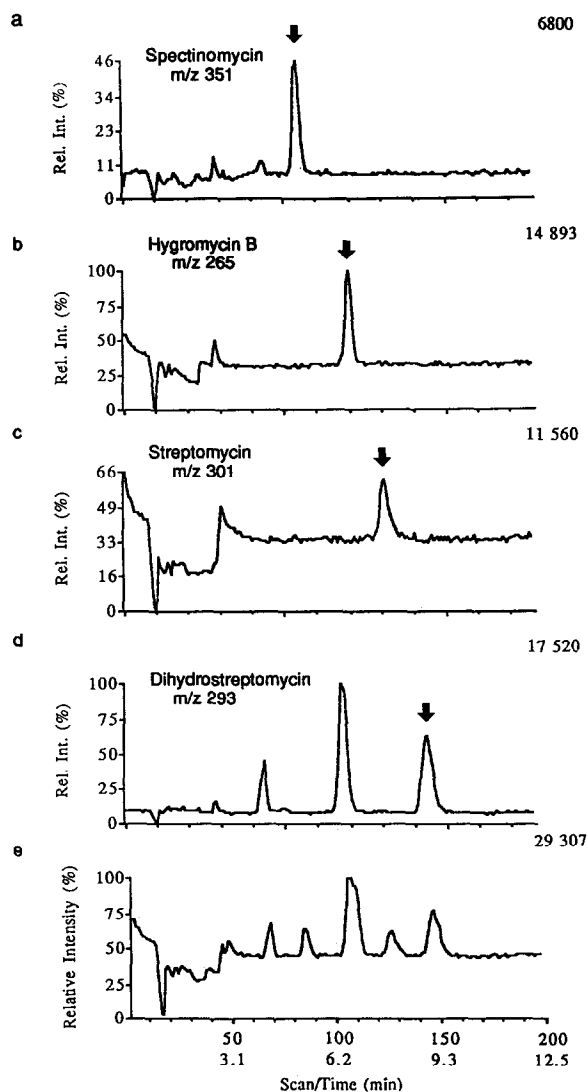 a
6800
Spectinomycin
m/z 351
46
34
23
11
0
Rel. Int. (%)
b
14 893
Hygromycin B
m/z 265
100
75
50
25
0
Rel. Int. (%)
c
11 560
Streptomycin
m/z 301
66
49
33
16
0
Rel. Int. (%)
d
17 520
Dihydrostreptomycin
m/z 293
100
75
50
25
0
Rel. Int. (%)
e
29 307
100
75
50
25
0
Relative Intensity (%)
50 100 150 200
3.1 6.2 9.3 12.5
Scan/Time (min)